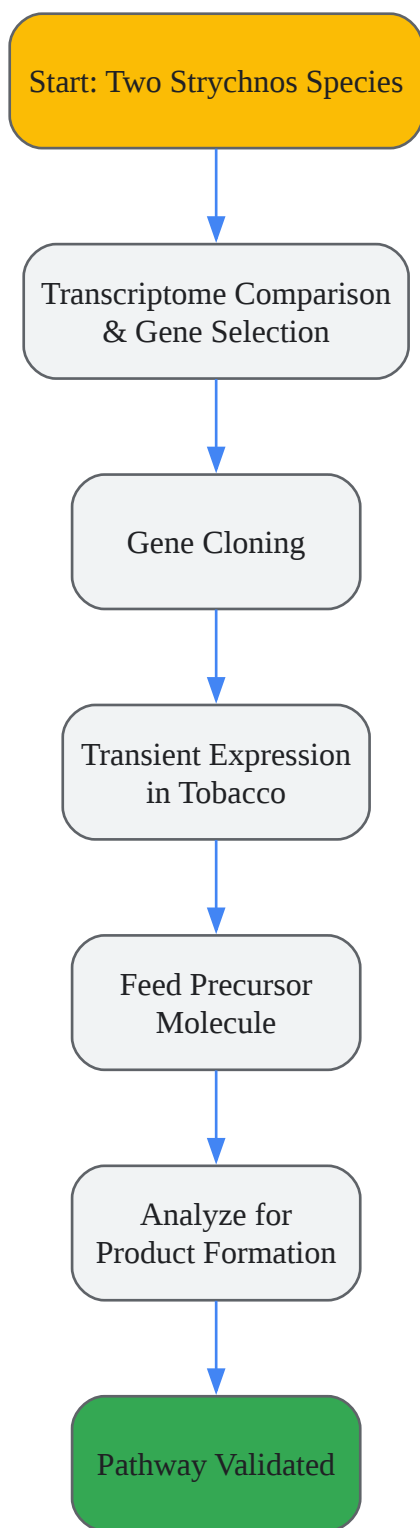 Start: Two Strychnos Species
Transcriptome Comparison
& Gene Selection
Gene Cloning
Transient Expression
in Tobacco
Feed Precursor
Molecule
Analyze for
Product Formation
Pathway Validated